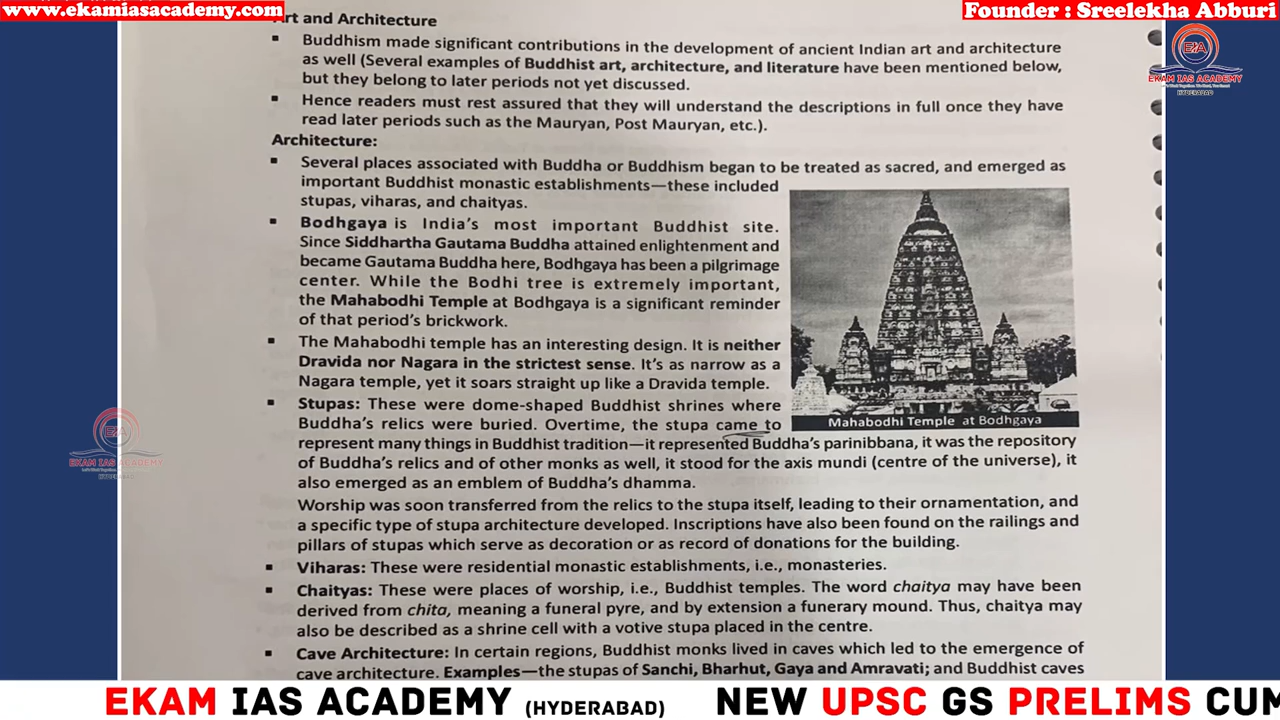 www.ekamiasacademy.com
Founder : Sreelekha Abburi
Art and Architecture
▪ Buddhism made significant contributions in the development of ancient Indian art and architecture
as well (Several examples of Buddhist art, architecture, and literature have been mentioned below,
but they belong to later periods not yet discussed.
▪ Hence readers must rest assured that they will understand the descriptions in full once they have
read later periods such as the Mauryan, Post Mauryan, etc.).
Architecture:
▪ Several places associated with Buddha or Buddhism began to be treated as sacred, and emerged as
important Buddhist monastic establishments—these included
stupas, viharas, and chaityas.
▪ Bodhgaya is India's most important Buddhist site.
Since Siddhartha Gautama Buddha attained enlightenment and
became Gautama Buddha here, Bodhgaya has been a pilgrimage
center. While the Bodhi tree is extremely important,
the Mahabodhi Temple at Bodhgaya is a significant reminder
of that period's brickwork.
▪ The Mahabodhi temple has an interesting design. It is neither
Dravida nor Nagara in the strictest sense. It's as narrow as a
Nagara temple, yet it soars straight up like a Dravida temple.
▪ Stupas: These were dome-shaped Buddhist shrines where
Buddha's relics were buried. Overtime, the stupa came to
represent many things in Buddhist tradition—it represented Buddha's parinibbana, it was the repository
of Buddha's relics and of other monks as well, it stood for the axis mundi (centre of the universe), it
also emerged as an emblem of Buddha's dhamma.
Worship was soon transferred from the relics to the stupa itself, leading to their ornamentation, and
a specific type of stupa architecture developed. Inscriptions have also been found on the railings and
pillars of stupas which serve as decoration or as record of donations for the building.
▪ Viharas: These were residential monastic establishments, i.e., monasteries.
▪ Chaityas: These were places of worship, i.e., Buddhist temples. The word chaitya may have been
derived from chita, meaning a funeral pyre, and by extension a funerary mound. Thus, chaitya may
also be described as a shrine cell with a votive stupa placed in the centre.
▪ Cave Architecture: In certain regions, Buddhist monks lived in caves which led to the emergence of
cave architecture. Examples—the stupas of Sanchi, Bharhut, Gaya and Amravati; and Buddhist caves
Mahabodhi Temple at Bodhgaya
EIA
EKAM IAS ACADEMY
HYDERABAD
EKAM IAS ACADEMY
HYDERABAD
EKAM IAS ACADEMY (HYDERABAD) NEW UPSC GS PRELIMS CUM